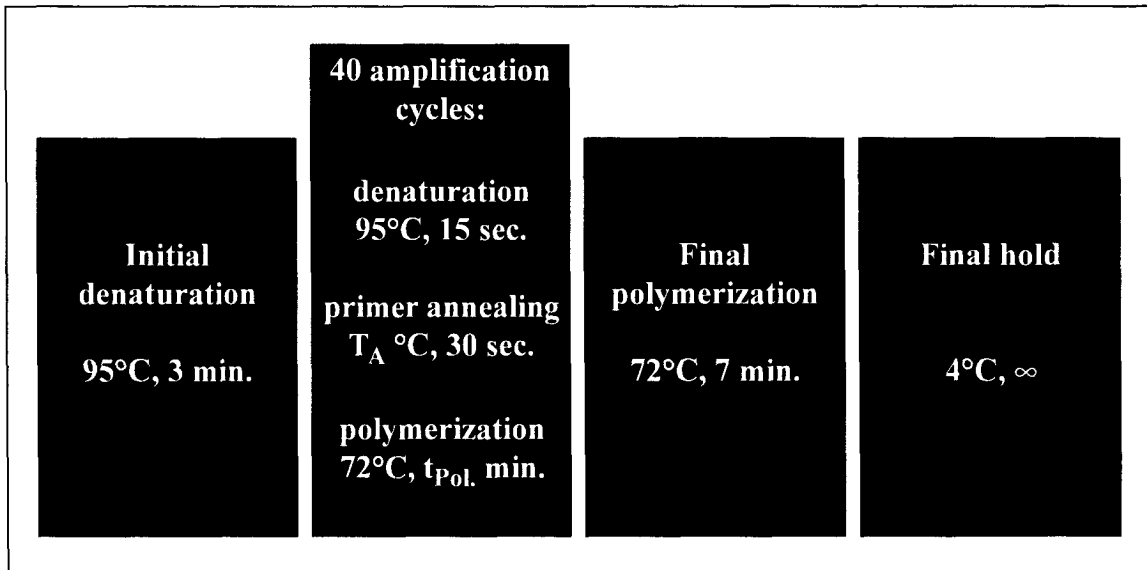 Initial
denaturation
95°C, 3 min.
40 amplification
cycles:
denaturation
95°C, 15 sec.
primer annealing
T_A °C, 30 sec.
polymerization
72°C, t_Pol. min.
Final
polymerization
72°C, 7 min.
Final hold
4°C, ∞